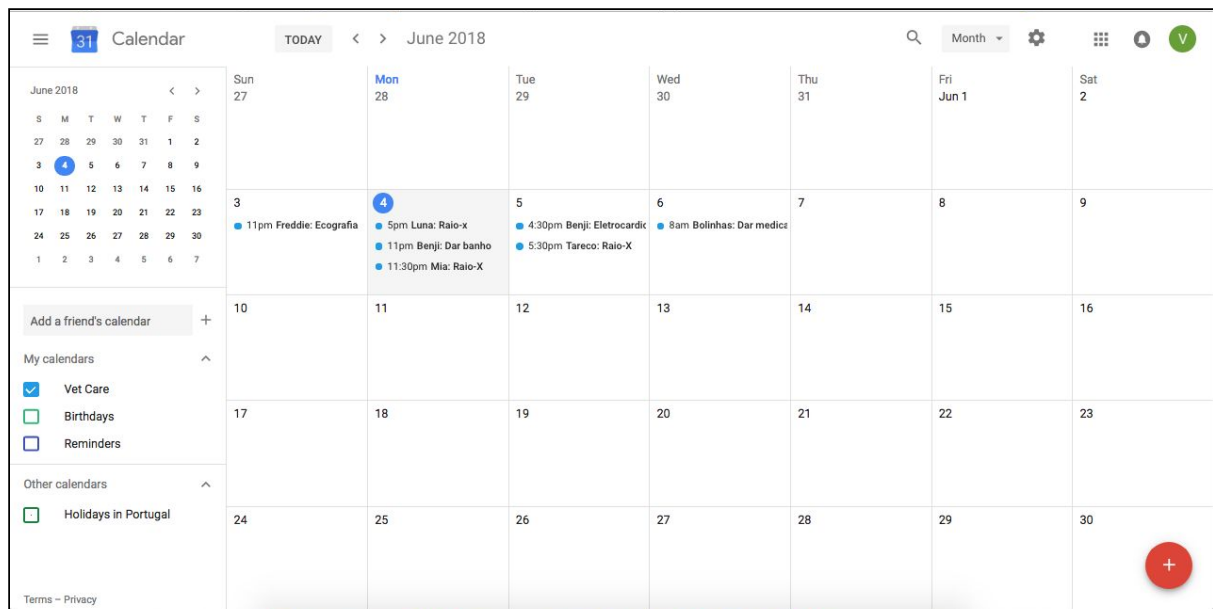 31 Calendar TODAY < > June 2018 Month V
June 2018 < >
S M T W T F S
27 28 29 30 31 1 2
3 4 5 6 7 8 9
10 11 12 13 14 15 16
17 18 19 20 21 22 23
24 25 26 27 28 29 30
1 2 3 4 5 6 7
Add a friend's calendar +
My calendars
Vet Care
Birthdays
Reminders
Other calendars
Holidays in Portugal
Terms – Privacy
Sun Mon Tue Wed Thu Fri Sat
27 28 29 30 31 Jun 1 2
3 4 5 6 7 8 9
11pm Freddie: Ecografia 5pm Luna: Raio-x 4:30pm Benji: Eletrocardic 8am Bolinhas: Dar medica
11pm Benji: Dar banho 5:30pm Tareco: Raio-X
11:30pm Mia: Raio-X
10 11 12 13 14 15 16
17 18 19 20 21 22 23
24 25 26 27 28 29 30
+